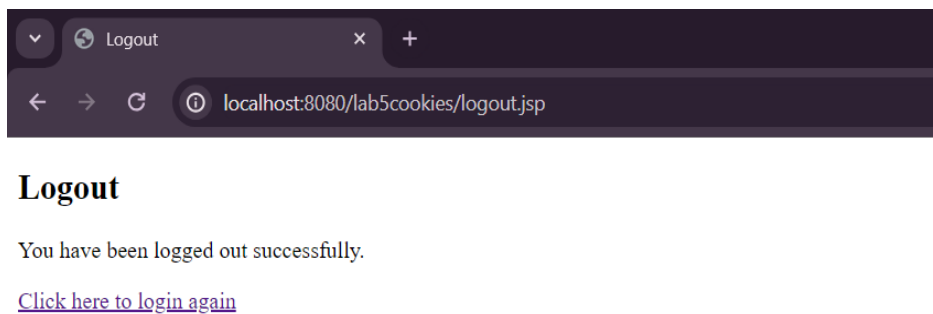 Logout
localhost:8080/lab5cookies/logout.jsp
Logout
You have been logged out successfully.
Click here to login again